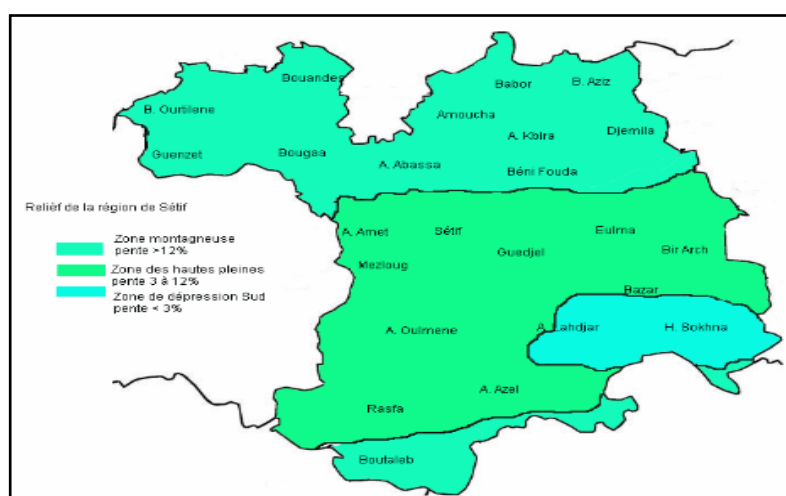 Bouandes
Babor
B. Aziz
B. Ourtilene
Amoucha
A. Kbira
Djemila
Guenzet
Bougaa
A. Abassa
Béni Fouda
Relièf de la région de Sétif
Zone montagneuse
pente >12%
Zone des hautes pleines
pente 3 à 12%
Zone de dépression Sud
pente < 3%
A. Arnet
Sétif
Eulma
Guedjel
Bir Arch
Mezloug
Bazar
A. Oulmene
A. Lahdjar
H. Sokhna
A. Azel
Rasfa
Boutaleb